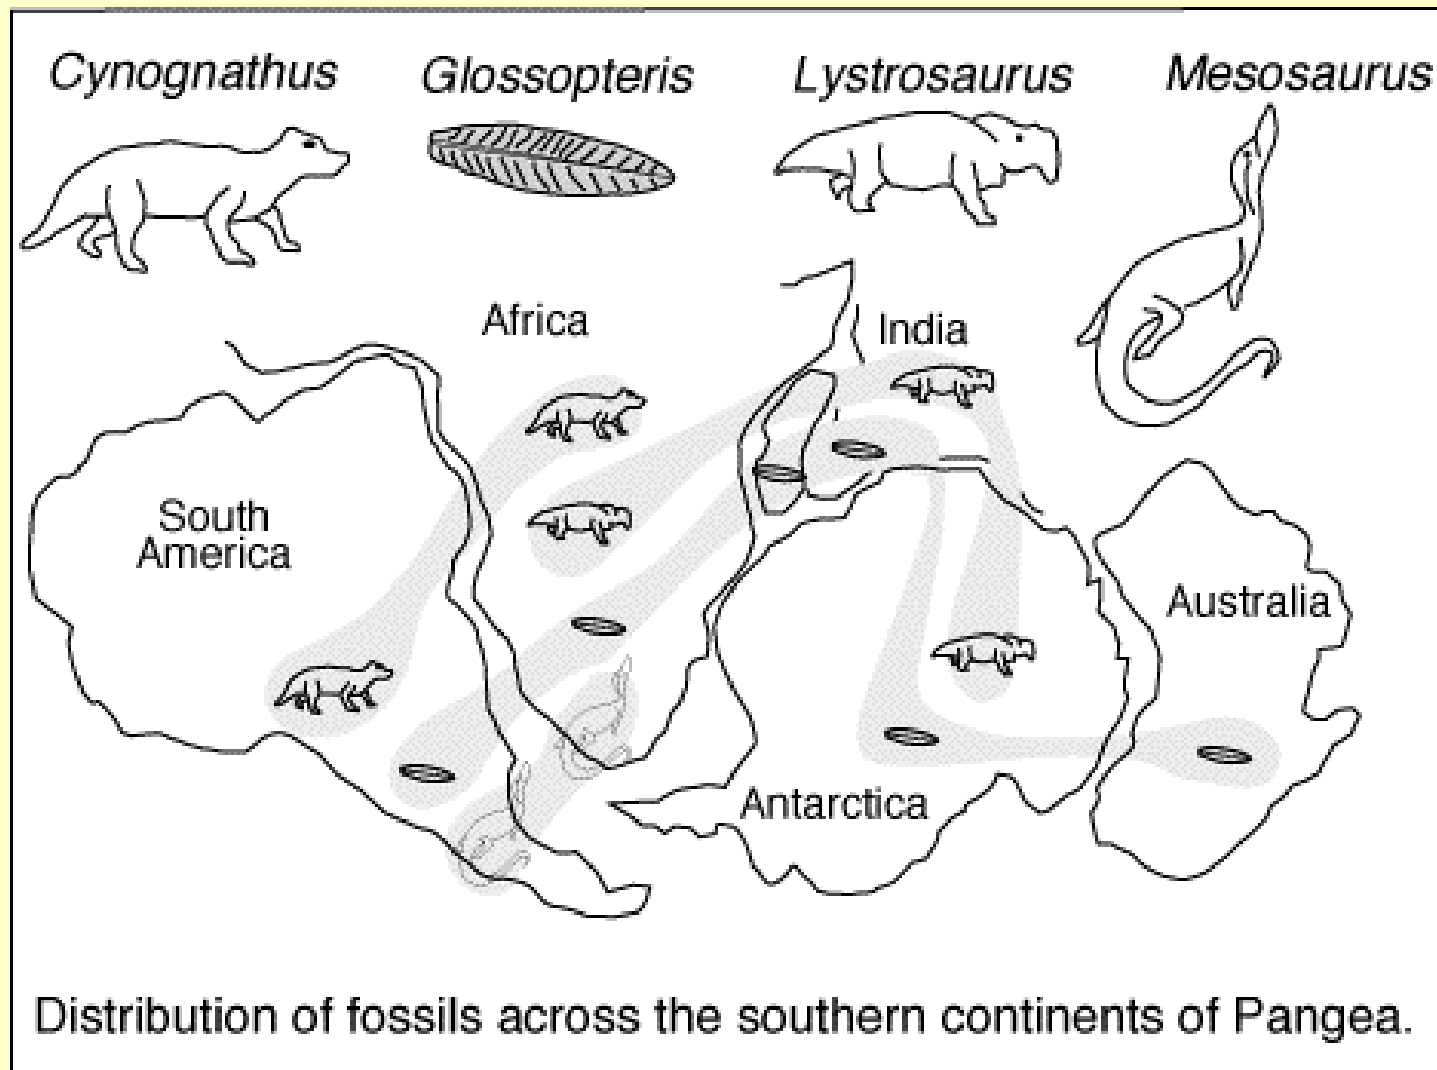 Cynognathus Glossopteris Lystrosaurus Mesosaurus
Africa
India
South
America
Australia
Antarctica
Distribution of fossils across the southern continents of Pangea.